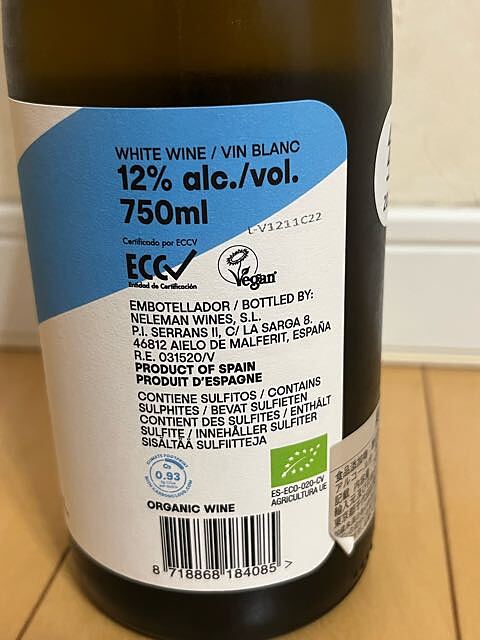 WHITE WINE / VIN BLANC
12% alc./vol.
750ml
L-V1211C22
Certificado por ECCV
ECCV
Entidad de Certificación
Vegan
EMBOTELLADOR / BOTTLED BY:
NELEMAN WINES, S.L.
P.I. SERRANS II, C/ LA SARGA 8.
46812 AIELO DE MALFERIT, ESPAÑA
R.E. 031520/V
PRODUCT OF SPAIN
PRODUIT D'ESPAGNE
CONTIENE SULFITOS / CONTAINS
SULPHITES / BEVAT SULFIETEN
CONTIENT DES SULFITES / ENTHÄLT
SULFITE / INNEHÅLLER SULFITER
SISÄLTÄÄ SULFIITTEJA
CLIMATE FOOTPRINT
0.93
ES-ECO-020-CV
AGRICULTURA UE
ORGANIC WINE
8 718868 184085 >